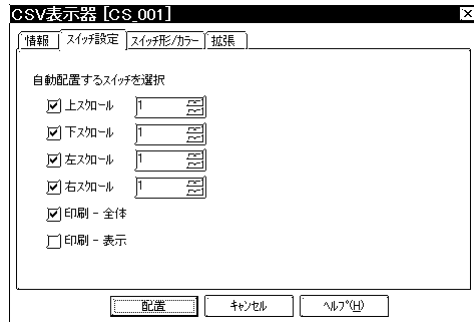 CSV表示器 [CS_001]
情報 スイッチ設定 スイッチ形/カラー 拡張
自動配置するスイッチを選択
上スクロール 1
下スクロール 1
左スクロール 1
右スクロール 1
印刷 - 全体
印刷 - 表示
配置 キャンセル ヘルプ(H)